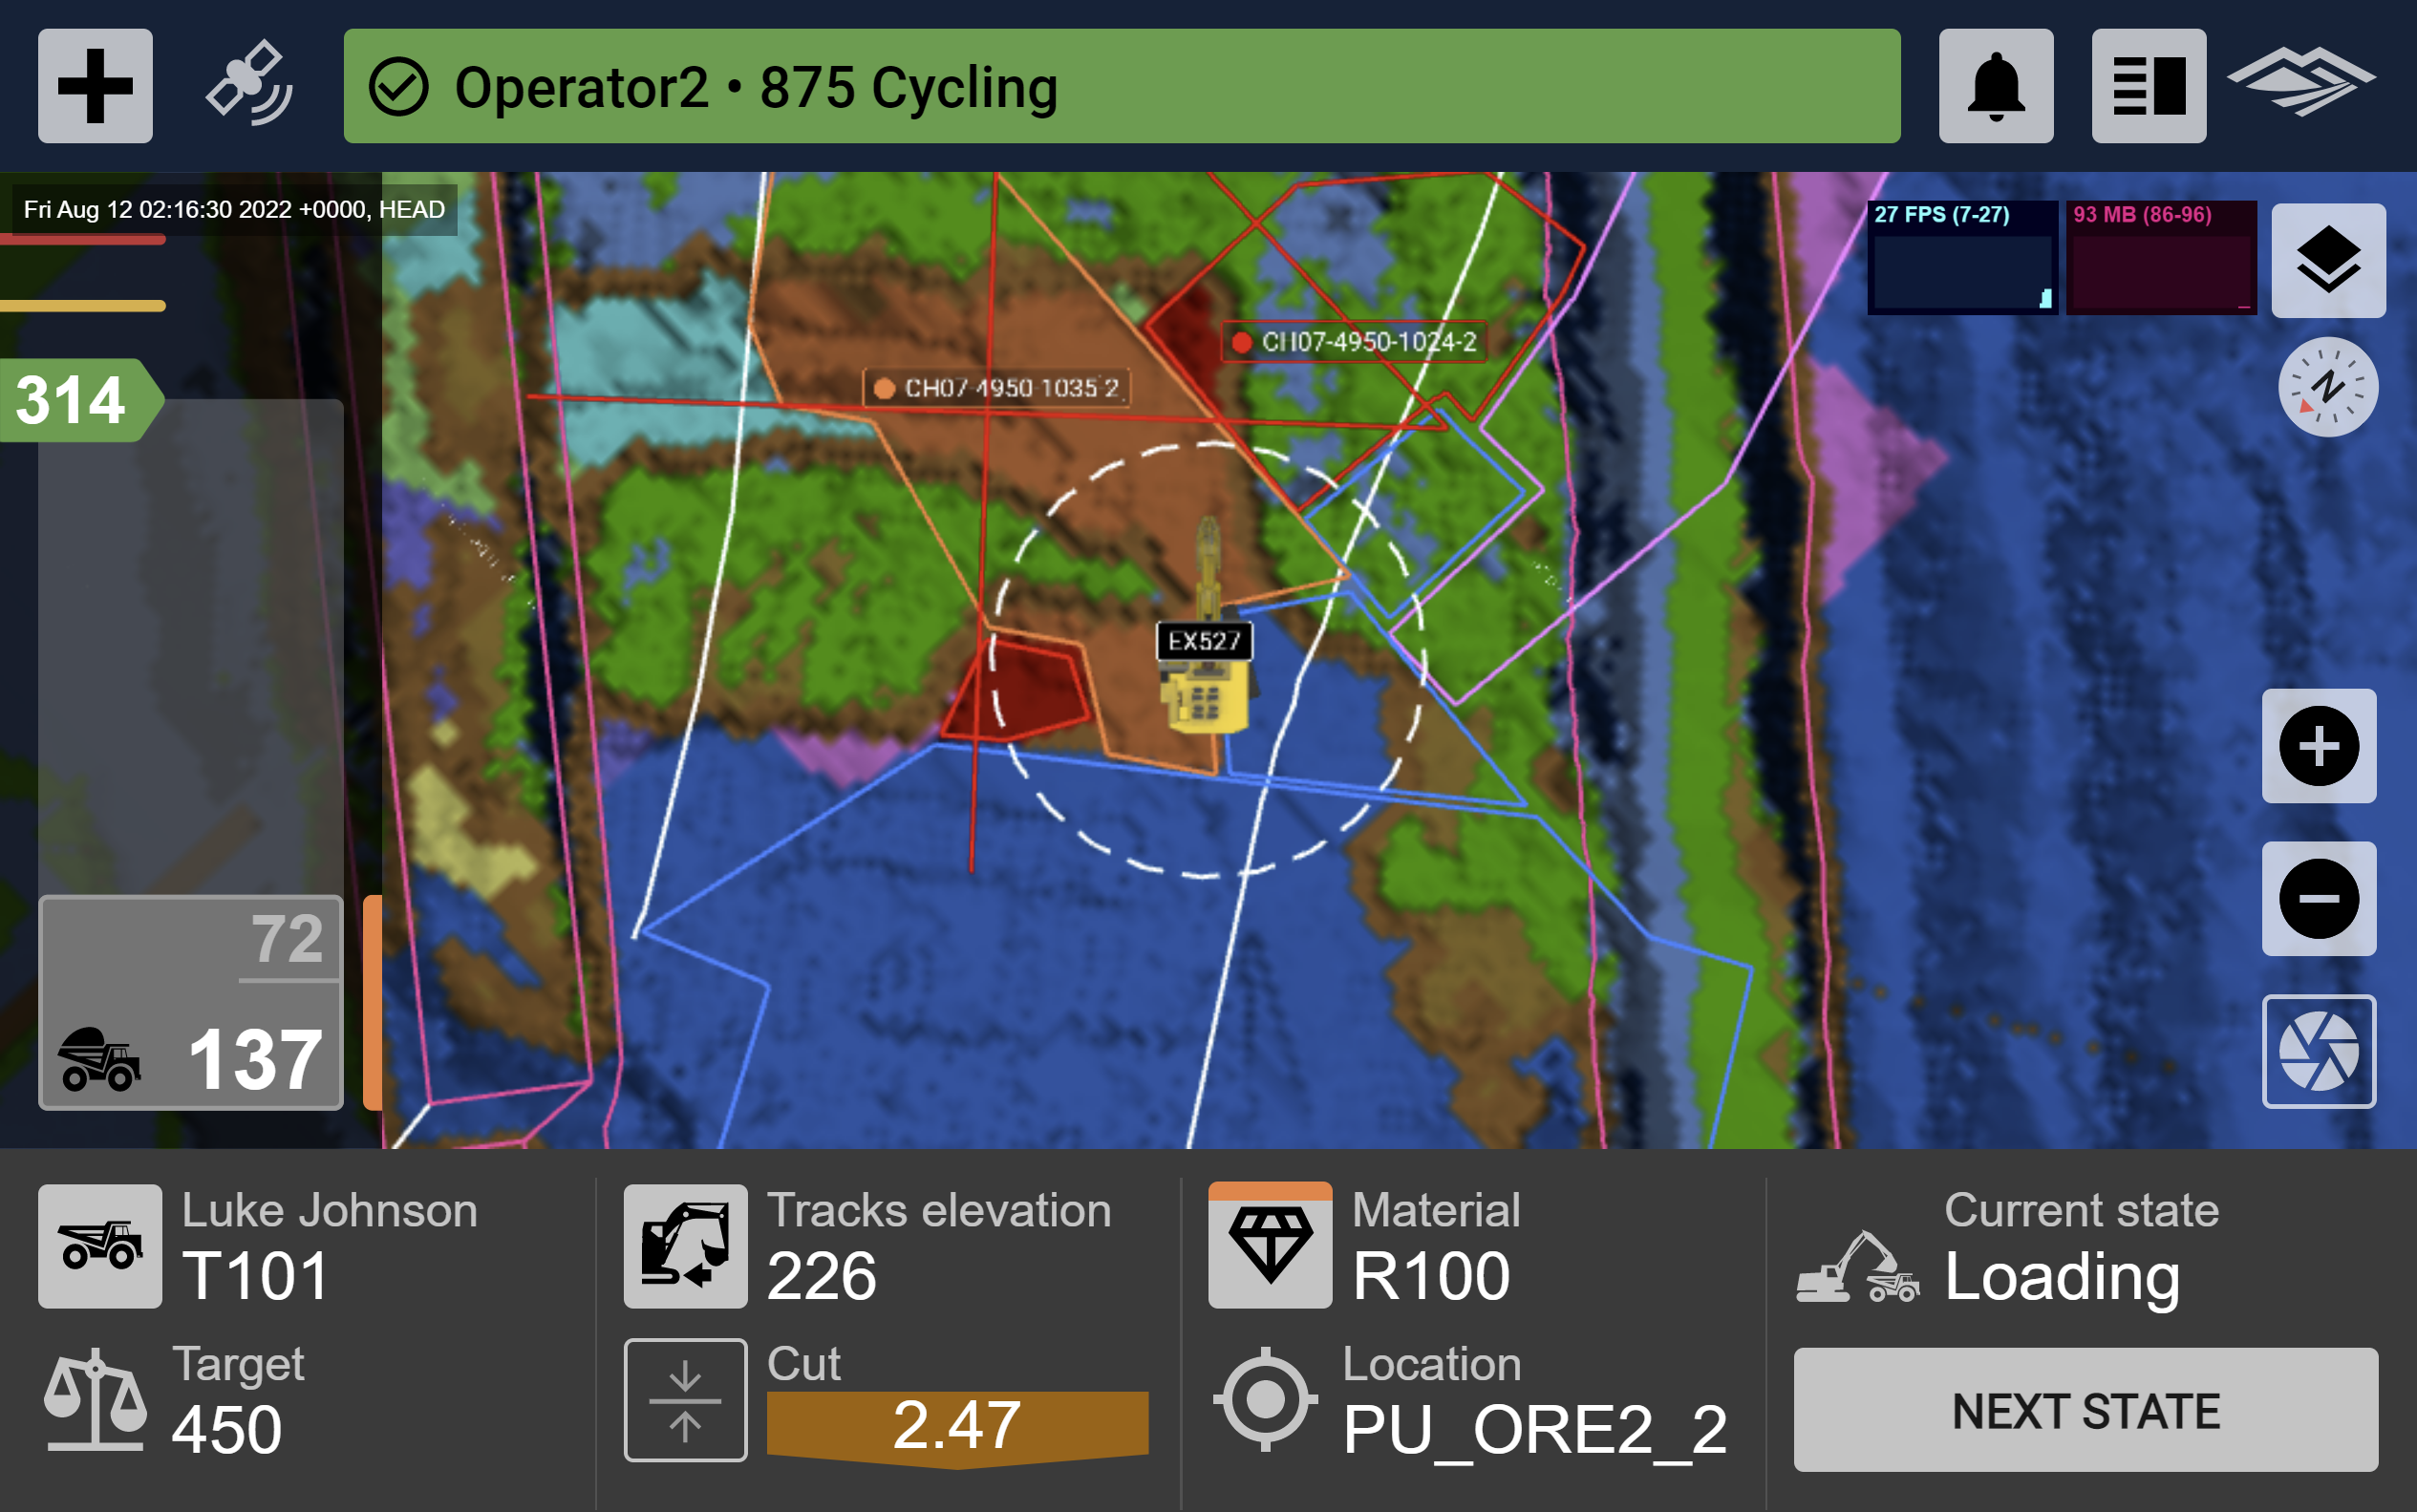 Operator2 • 875 Cycling
Fri Aug 12 02:16:30 2022 +0000, HEAD
27 FPS (7-27)
93 MB (86-96)
N
CH07-4950-1024-2
CH07-4950-1035-2
314
EX527
72
137
Luke Johnson
T101
Target
450
Tracks elevation
226
Cut
2.47
Material
R100
Location
PU_ORE2_2
Current state
Loading
NEXT STATE